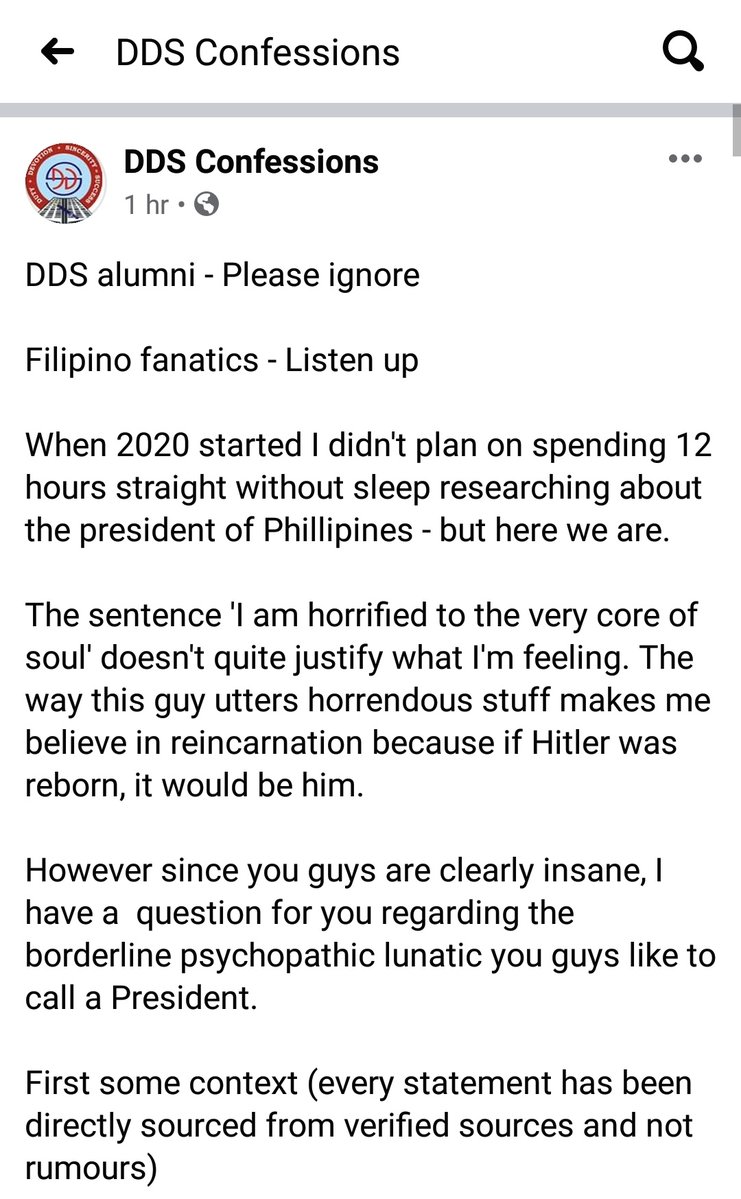 DDS Confessions
DUTY • DEVOTION • SINCERITY • SUCCESS
DDS Confessions
1 hr •
DDS alumni - Please ignore
Filipino fanatics - Listen up
When 2020 started I didn't plan on spending 12
hours straight without sleep researching about
the president of Phillipines - but here we are.
The sentence 'I am horrified to the very core of
soul' doesn't quite justify what I'm feeling. The
way this guy utters horrendous stuff makes me
believe in reincarnation because if Hitler was
reborn, it would be him.
However since you guys are clearly insane, I
have a  question for you regarding the
borderline psychopathic lunatic you guys like to
call a President.
First some context (every statement has been
directly sourced from verified sources and not
rumours)